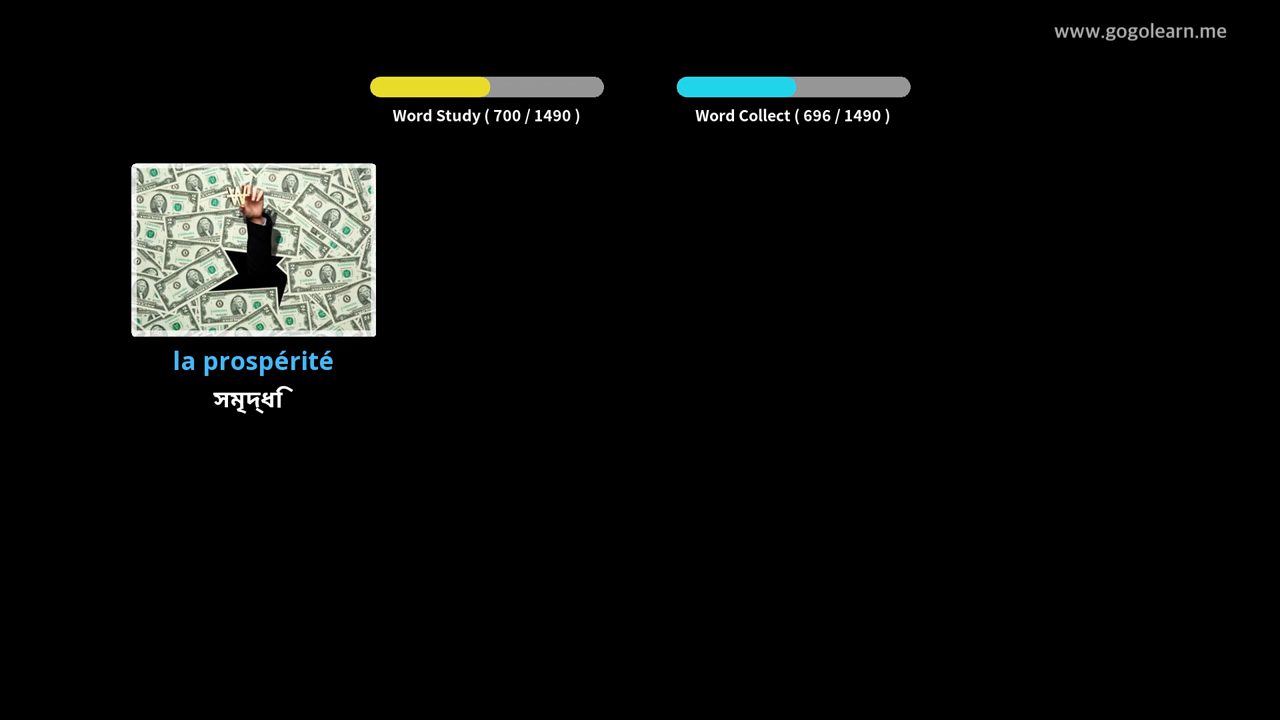 www.gogolearn.me
Word Study ( 700 / 1490 )
Word Collect ( 696 / 1490 )
la prospérité
সমৃদ্ধি